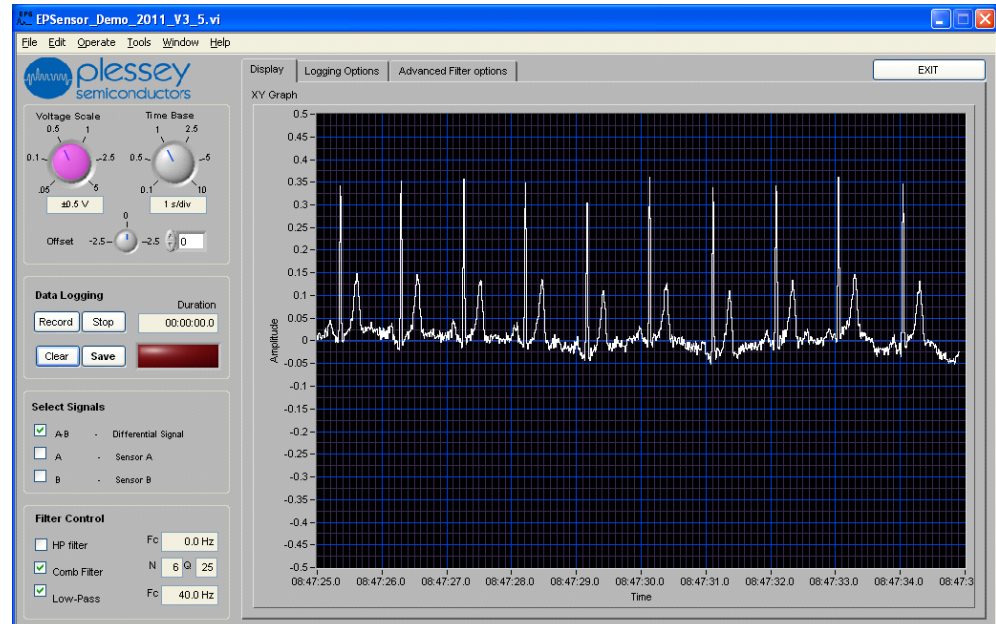 EPSensor_Demo_2011_V3_5.vi
File Edit Operate Tools Window Help
plessey
semiconductors
Voltage Scale
0.5 1
0.1 2.5
.05 5
±0.5 V
Time Base
1 2.5
0.5 5
0.1 10
1 s/div
0
Offset -2.5 -2.5 0
Data Logging
Duration
Record Stop 00:00:00.0
Clear Save
Select Signals
A-B - Differential Signal
A - Sensor A
B - Sensor B
Filter Control
HP filter Fc 0.0 Hz
Comb Filter N 6 Q 25
Low-Pass Fc 40.0 Hz
Display Logging Options Advanced Filter options EXIT
XY Graph
Amplitude
0.5
0.45
0.4
0.35
0.3
0.25
0.2
0.15
0.1
0.05
0
-0.05
-0.1
-0.15
-0.2
-0.25
-0.3
-0.35
-0.4
-0.45
-0.5
08:47:25.0 08:47:26.0 08:47:27.0 08:47:28.0 08:47:29.0 08:47:30.0 08:47:31.0 08:47:32.0 08:47:33.0 08:47:34.0 08:47:3
Time